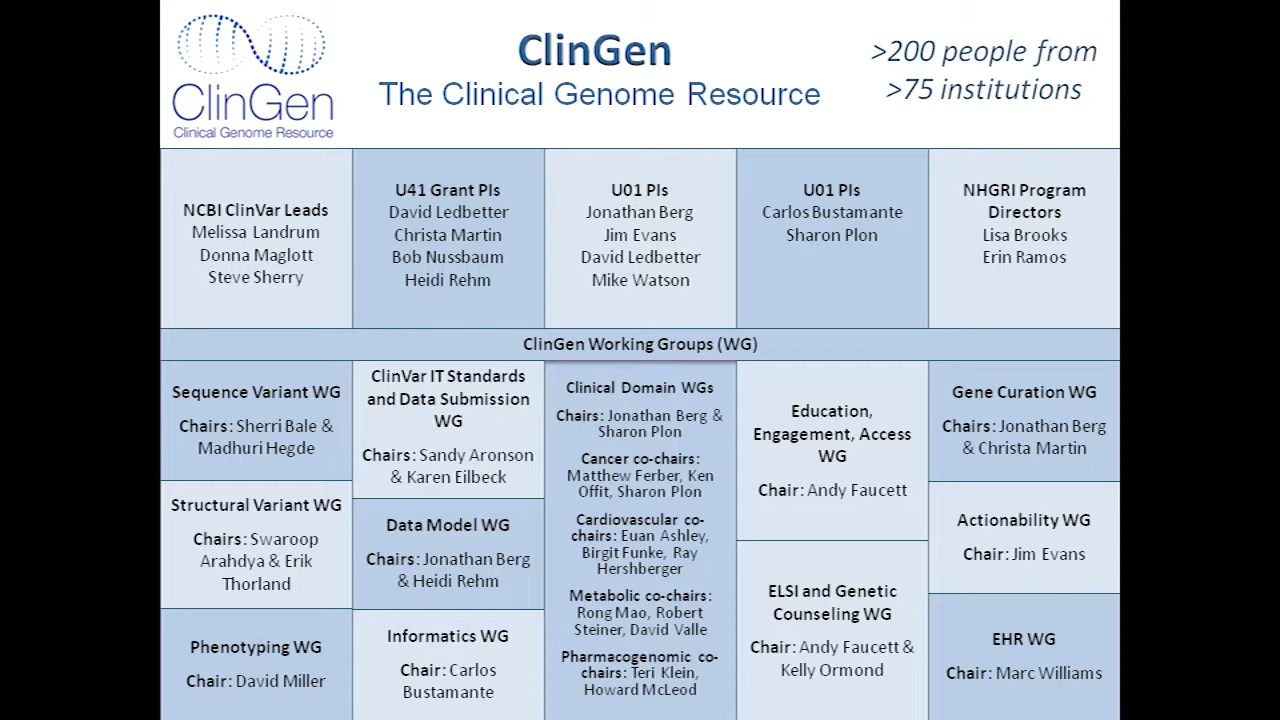 ClinGen
Clinical Genome Resource
ClinGen
The Clinical Genome Resource
>200 people from
>75 institutions
NCBI ClinVar Leads
Melissa Landrum
Donna Maglott
Steve Sherry
U41 Grant PIs
David Ledbetter
Christa Martin
Bob Nussbaum
Heidi Rehm
U01 PIs
Jonathan Berg
Jim Evans
David Ledbetter
Mike Watson
U01 PIs
Carlos Bustamante
Sharon Plon
NHGRI Program
Directors
Lisa Brooks
Erin Ramos
ClinGen Working Groups (WG)
Sequence Variant WG
Chairs: Sherri Bale &
Madhuri Hegde
Structural Variant WG
Chairs: Swaroop
Arahdya & Erik
Thorland
Phenotyping WG
Chair: David Miller
ClinVar IT Standards
and Data Submission
WG
Chairs: Sandy Aronson
& Karen Eilbeck
Data Model WG
Chairs: Jonathan Berg
& Heidi Rehm
Informatics WG
Chair: Carlos
Bustamante
Clinical Domain WGs
Chairs: Jonathan Berg &
Sharon Plon
Cancer co-chairs:
Matthew Ferber, Ken
Offit, Sharon Plon
Cardiovascular co-
chairs: Euan Ashley,
Birgit Funke, Ray
Hershberger
Metabolic co-chairs:
Rong Mao, Robert
Steiner, David Valle
Pharmacogenomic co-
chairs: Teri Klein,
Howard McLeod
Education,
Engagement, Access
WG
Chair: Andy Faucett
ELSI and Genetic
Counseling WG
Chair: Andy Faucett &
Kelly Ormond
Gene Curation WG
Chairs: Jonathan Berg
& Christa Martin
Actionability WG
Chair: Jim Evans
EHR WG
Chair: Marc Williams